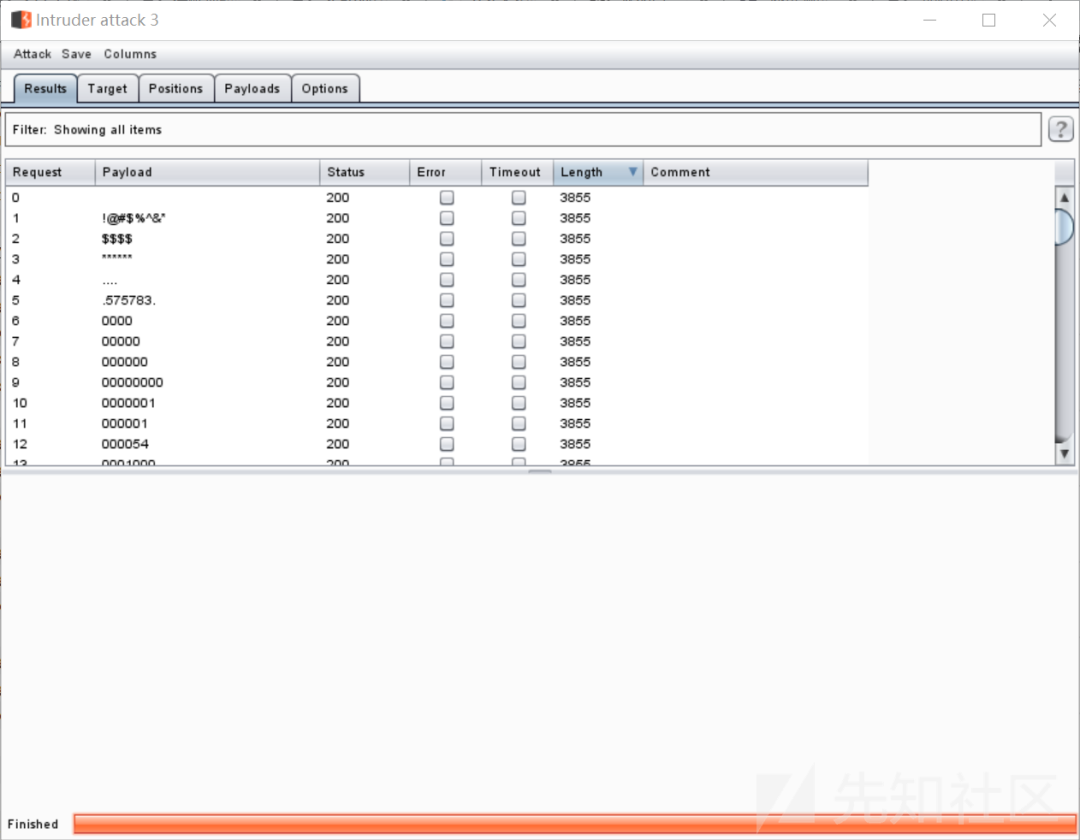 Intruder attack 3
Attack Save Columns
Results Target Positions Payloads Options
Filter: Showing all items ?
Request Payload Status Error Timeout Length Comment
0 200 3855
1 !@#$%^&* 200 3855
2 $$$$ 200 3855
3 ****** 200 3855
4 .... 200 3855
5 .575783. 200 3855
6 0000 200 3855
7 00000 200 3855
8 000000 200 3855
9 00000000 200 3855
10 0000001 200 3855
11 000001 200 3855
12 000054 200 3855
13 0001000 200 3855
先知社区
Finished